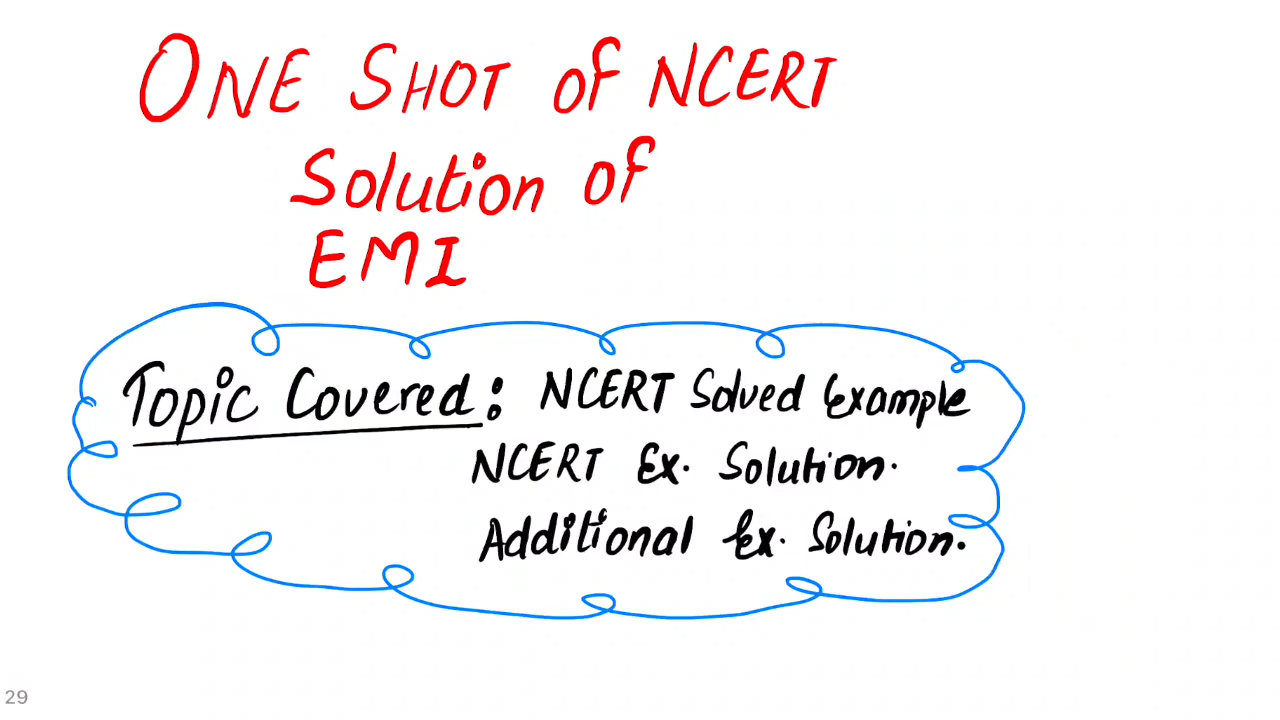 ONE SHOT of NCERT
Solution of
EMI
Topic Covered: NCERT Solved Example
NCERT Ex. Solution.
Additional Ex. Solution.
29